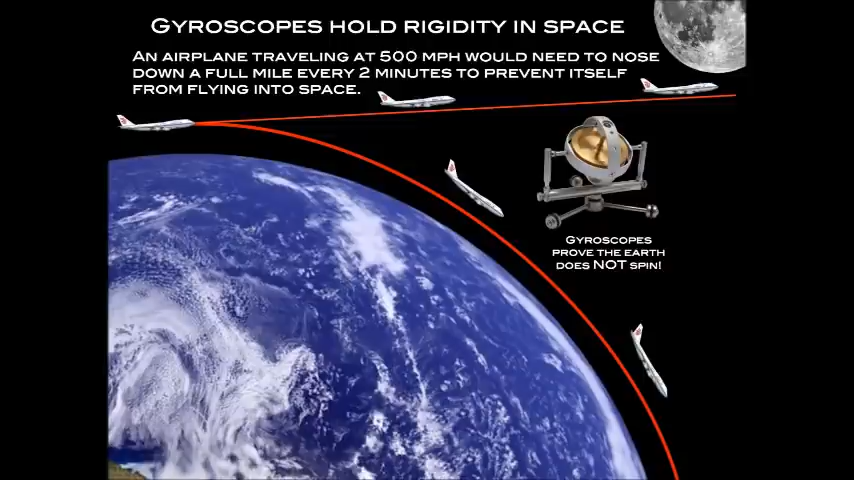 Gyroscopes hold rigidity in space
An airplane traveling at 500 mph would need to nose
down a full mile every 2 minutes to prevent itself
from flying into space.
Gyroscopes
prove the earth
does NOT spin!